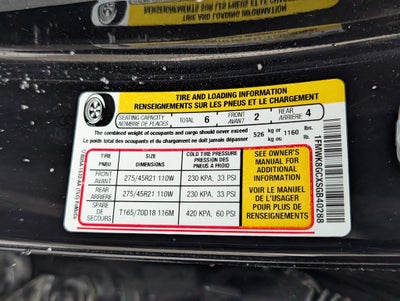 TIRE AND LOADING INFORMATION
RENSEIGNEMENTS SUR LES PNEUS ET LE CHARGEMENT
SEATING CAPACITY
NOMBRE DE PLACES TOTAL 6 FRONT AVANT 2 REAR ARRIÈRE 4
The combined weight of occupants and cargo should never exceed
Le poids total des occupants et du chargement ne doit jamais dépasser 526 kg or ou 1160 lbs. lb.
TIRE PNEU SIZE DIMENSIONS COLD TIRE PRESSURE PRESSION DES PNEUS À FROID
FRONT AVANT 275/45R21 110W 230 KPA, 33 PSI
REAR ARRIÈRE 275/45R21 110W 230 KPA, 33 PSI
SPARE DE SECOURS T165/70D18 116M 420 KPA, 60 PSI
SEE OWNER'S
MANUAL FOR
ADDITIONAL
INFORMATION
VOIR LE MANUEL
DE L'USAGER
POUR PLUS DE
RENSEIGNEMENTS
1FMWK8GCXSGB40288